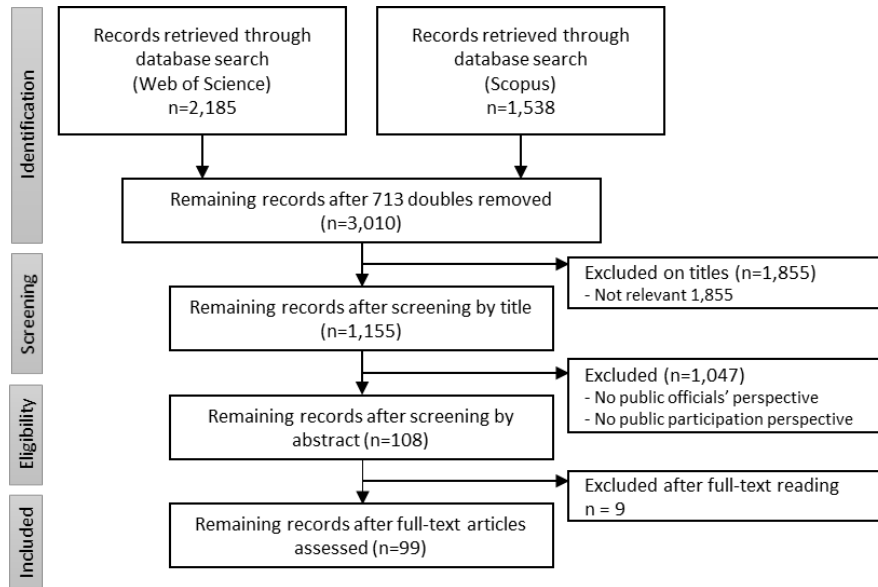 Identification
Records retrieved through
database search
(Web of Science)
n=2,185
Records retrieved through
database search
(Scopus)
n=1,538
Remaining records after 713 doubles removed
(n=3,010)
Screening
Excluded on titles (n=1,855)
- Not relevant 1,855
Remaining records after screening by title
(n=1,155)
Excluded (n=1,047)
- No public officials’ perspective
- No public participation perspective
Eligibility
Remaining records after screening by
abstract (n=108)
Excluded after full-text reading
n = 9
Included
Remaining records after full-text articles
assessed (n=99)